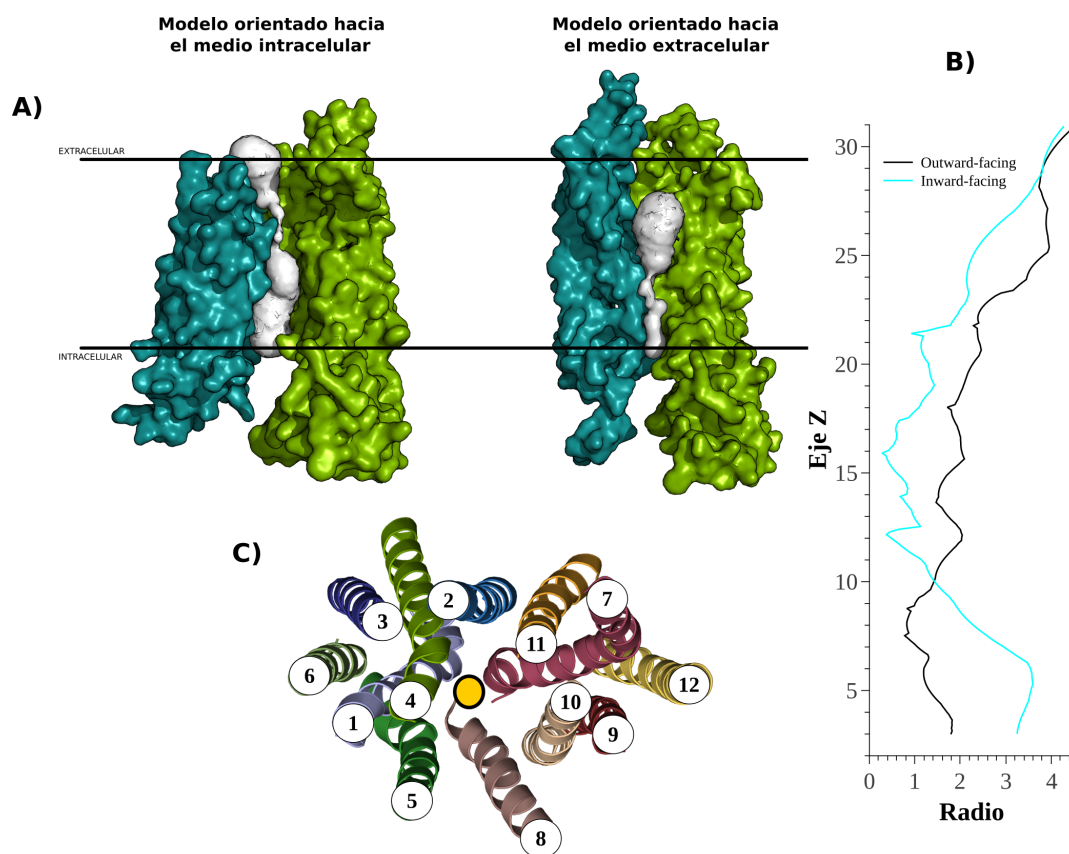 Modelo orientado hacia
el medio intracelular
Modelo orientado hacia
el medio extracelular
A)
B)
EXTRACELULAR
INTRACELULAR
Outward-facing
Inward-facing
30
25
20
15
10
5
Eje Z
0
1
2
3
4
Radio
C)
3
2
7
11
6
4
10
12
1
9
5
8